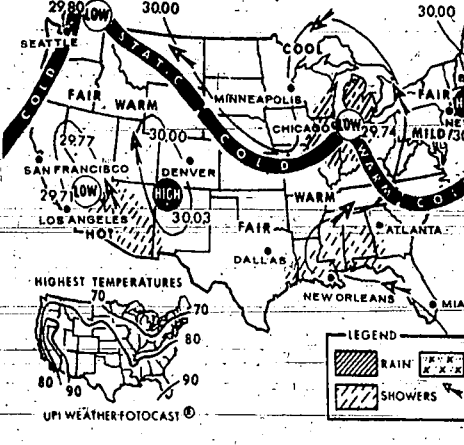 29.80 LOW 30.00 30.00
SEATTLE
STATIC
COOL
COLD
FAIR WARM
MINNEAPOLIS
FAIR
29.77 30.00
CHICAGO LOW 29.74
MILD
COLD
SAN FRANCISCO
DENVER
WARM
LOW
HIGH
WARM
30.03
LOS ANGELES
HOT
FAIR
ATLANTA
DALLAS
HIGHEST TEMPERATURES
70
70
NEW ORLEANS
MIA
80
LEGEND
RAIN
80 90
90
SHOWERS
UPI WEATHER FOTOCAST ®